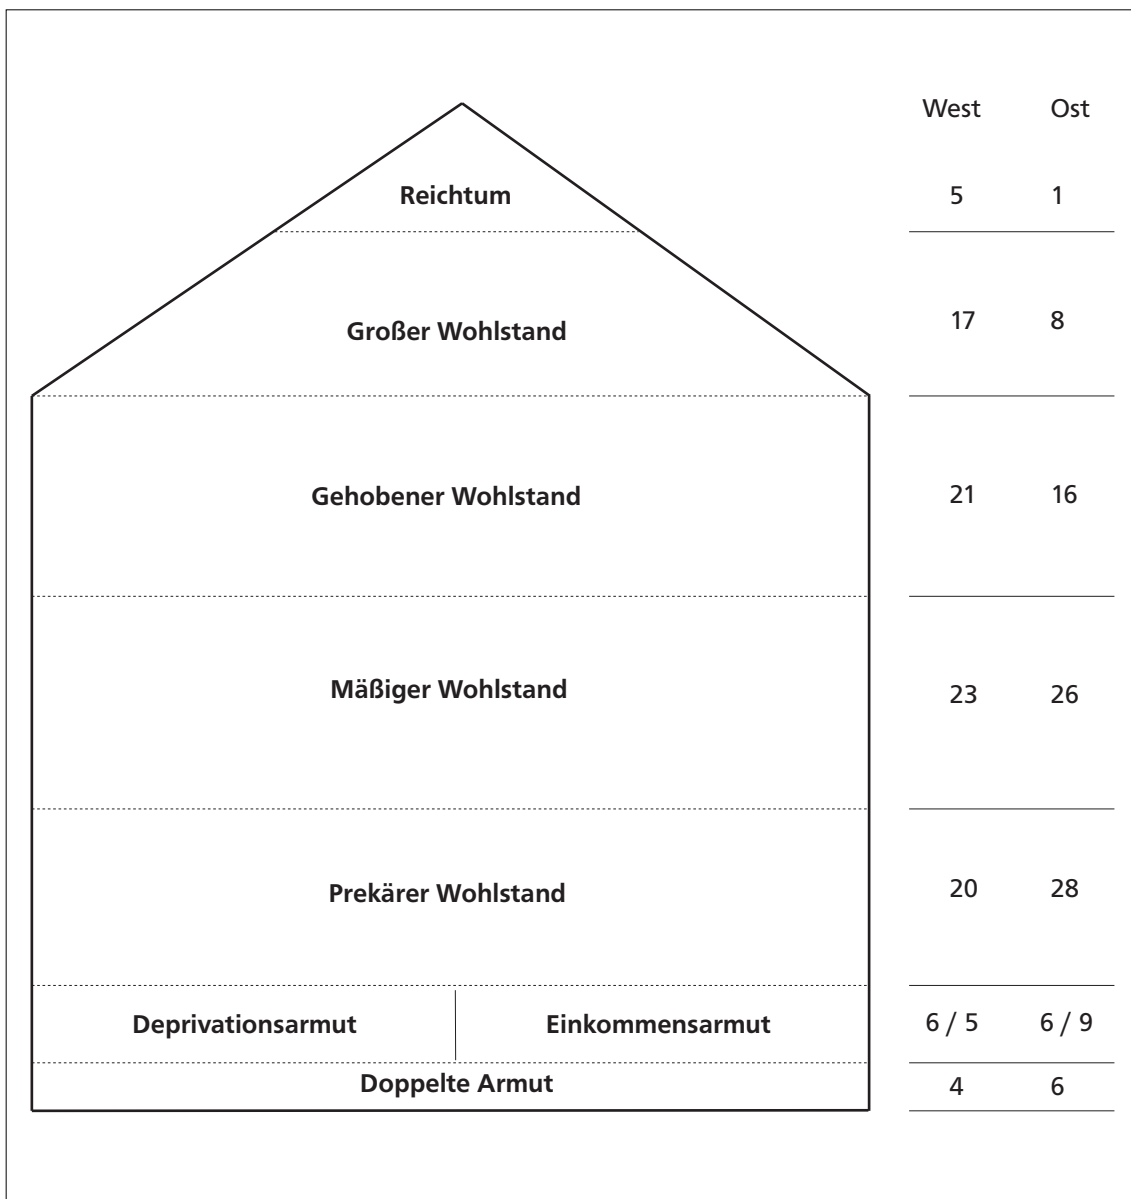 West Ost
Reichtum 5 1
Großer Wohlstand 17 8
Gehobener Wohlstand 21 16
Mäßiger Wohlstand 23 26
Prekärer Wohlstand 20 28
Deprivationsarmut Einkommensarmut 6 / 5 6 / 9
Doppelte Armut 4 6